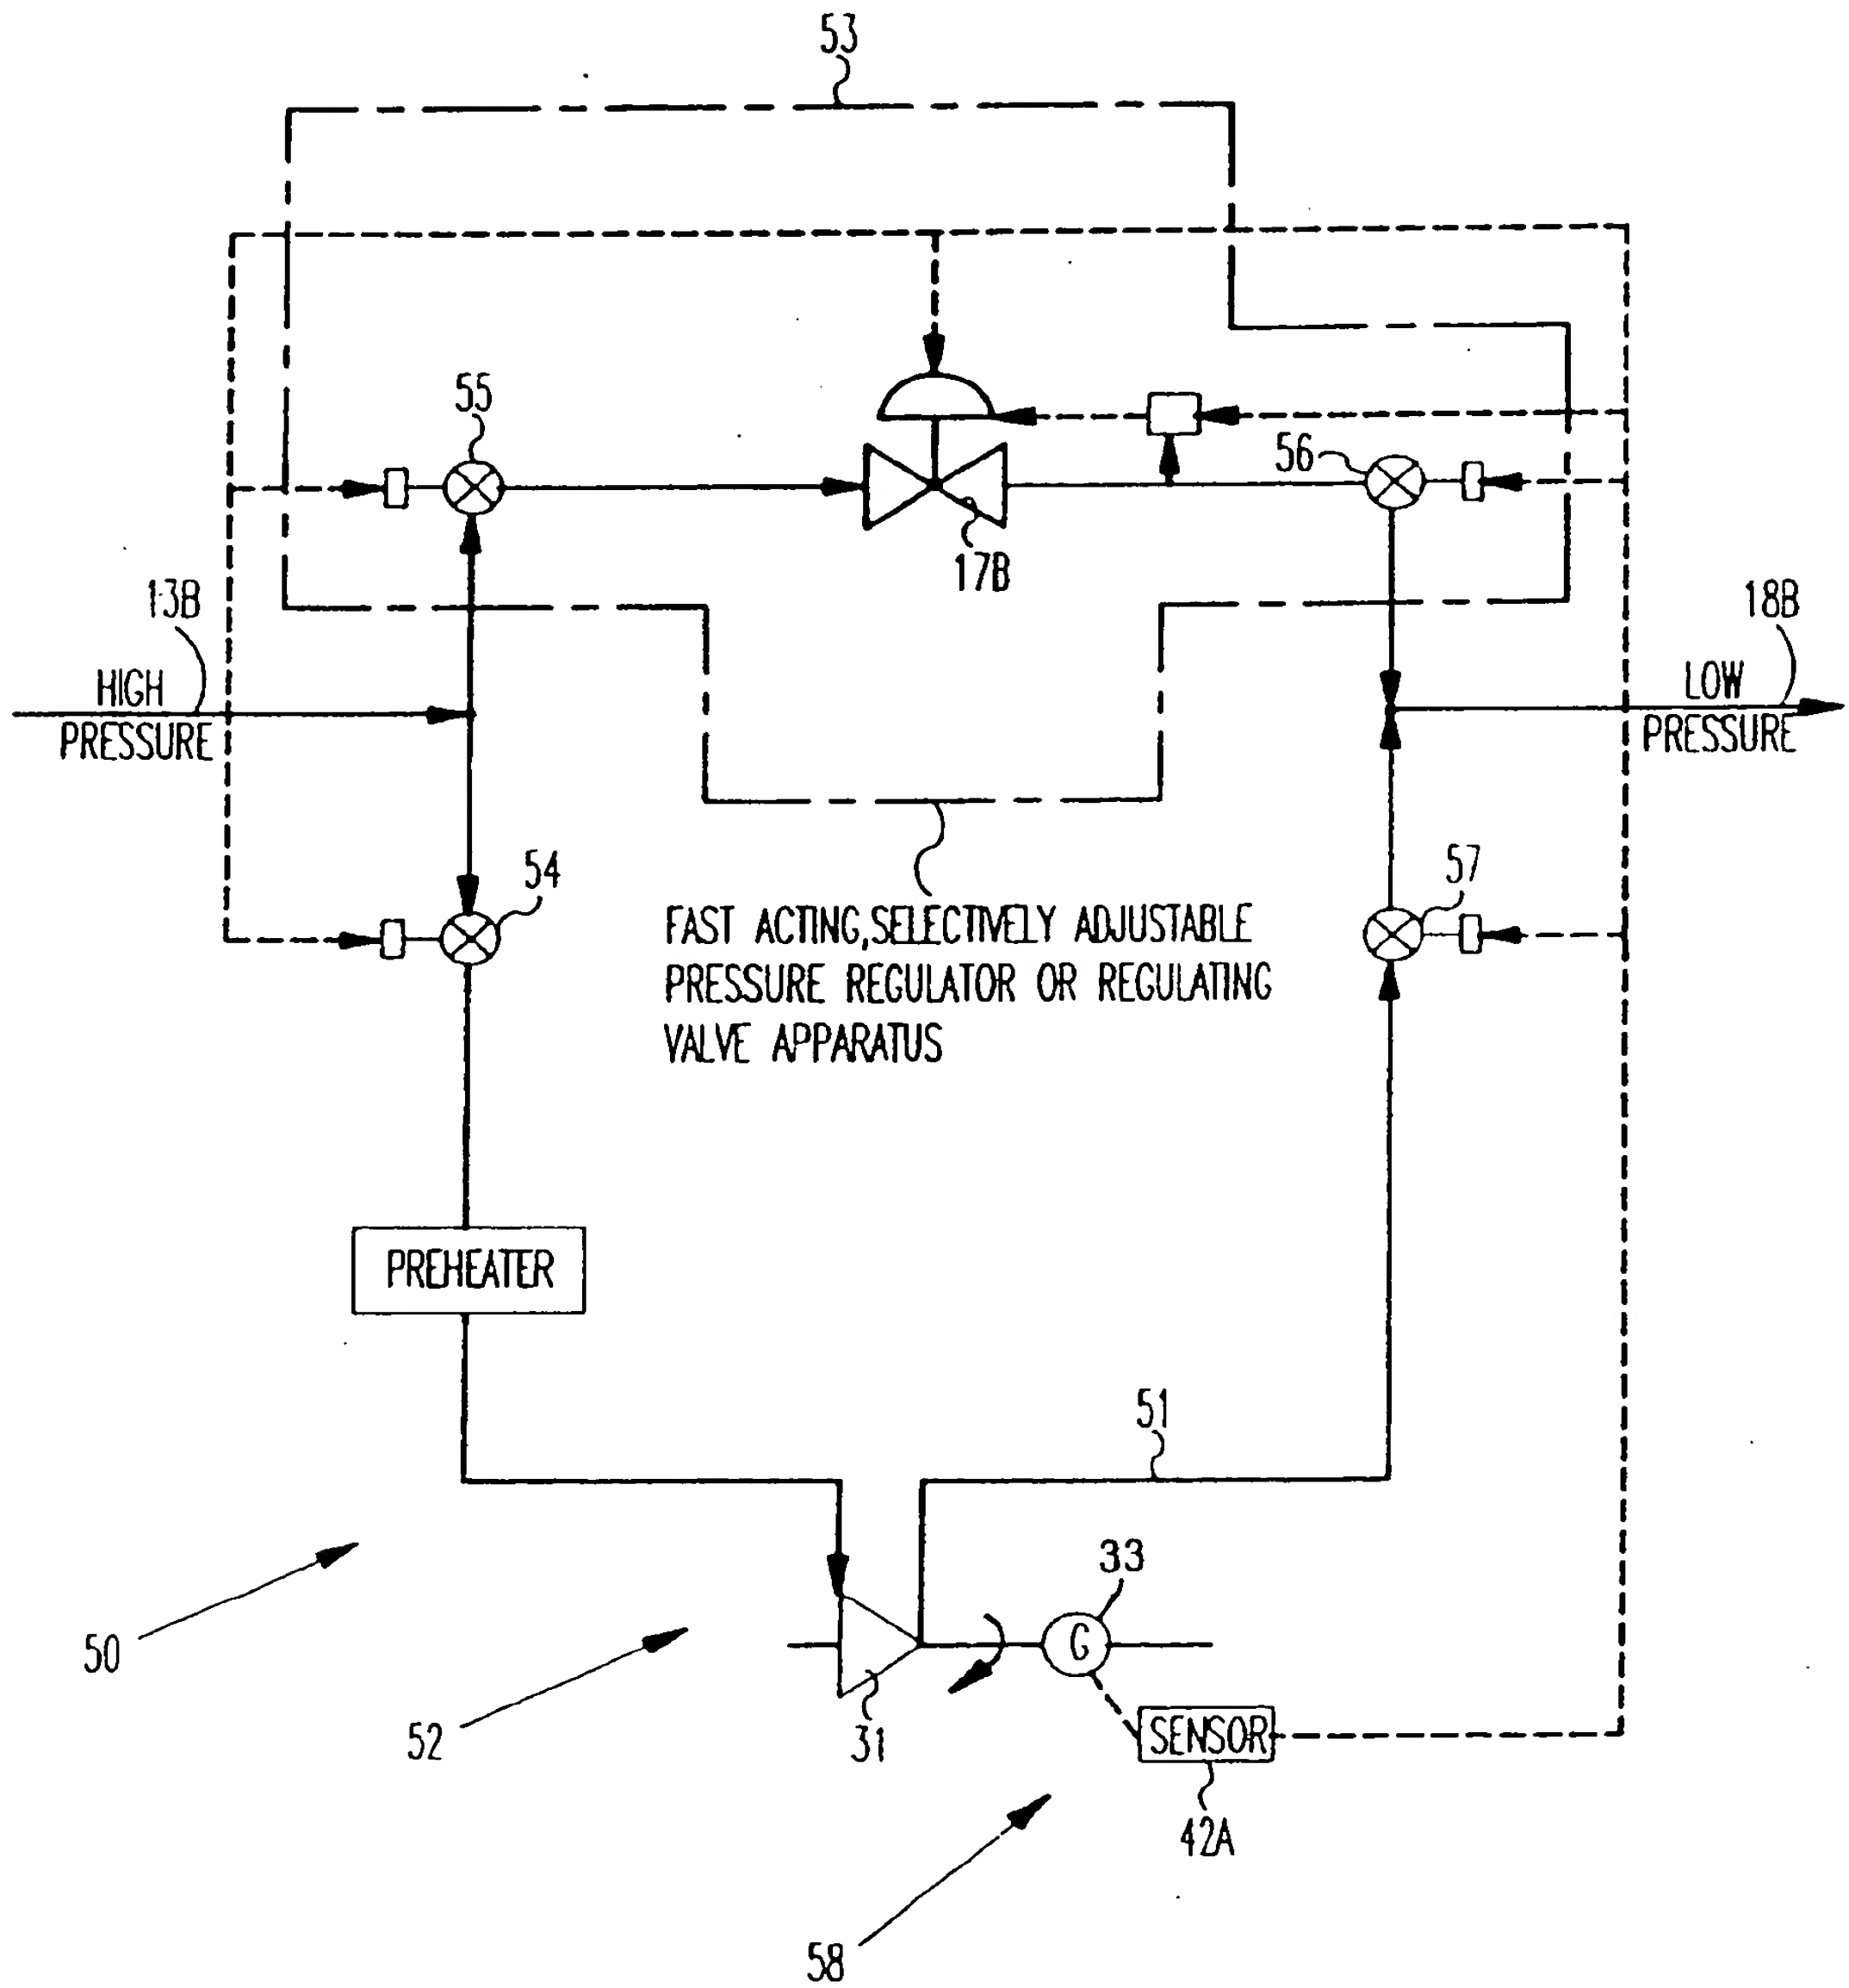 53
55
56
17B
13B
18B
HIGH
PRESSURE
LOW
PRESSURE
54
57
FAST ACTING,SELECTIVELY ADJUSTABLE
PRESSURE REGULATOR OR REGULATING
VALVE APPARATUS
PREHEATER
51
33
G
50
52
31
SENSOR
42A
58